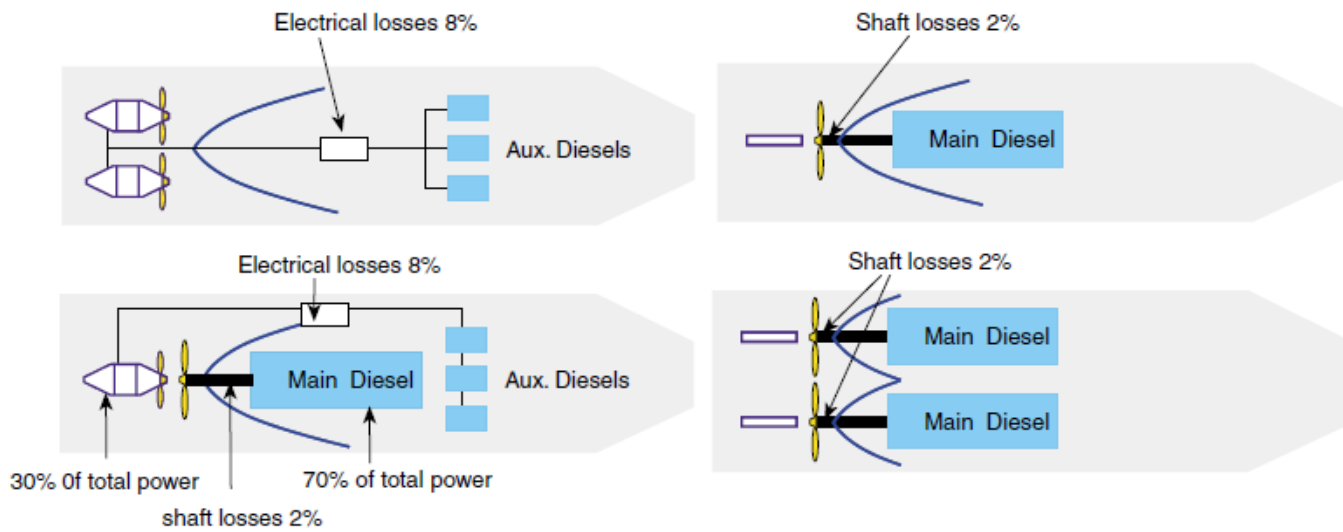 Electrical losses 8%
Aux. Diesels
Shaft losses 2%
Main Diesel
Electrical losses 8%
Main Diesel
Aux. Diesels
30% 0f total power
70% of total power
shaft losses 2%
Shaft losses 2%
Main Diesel
Main Diesel